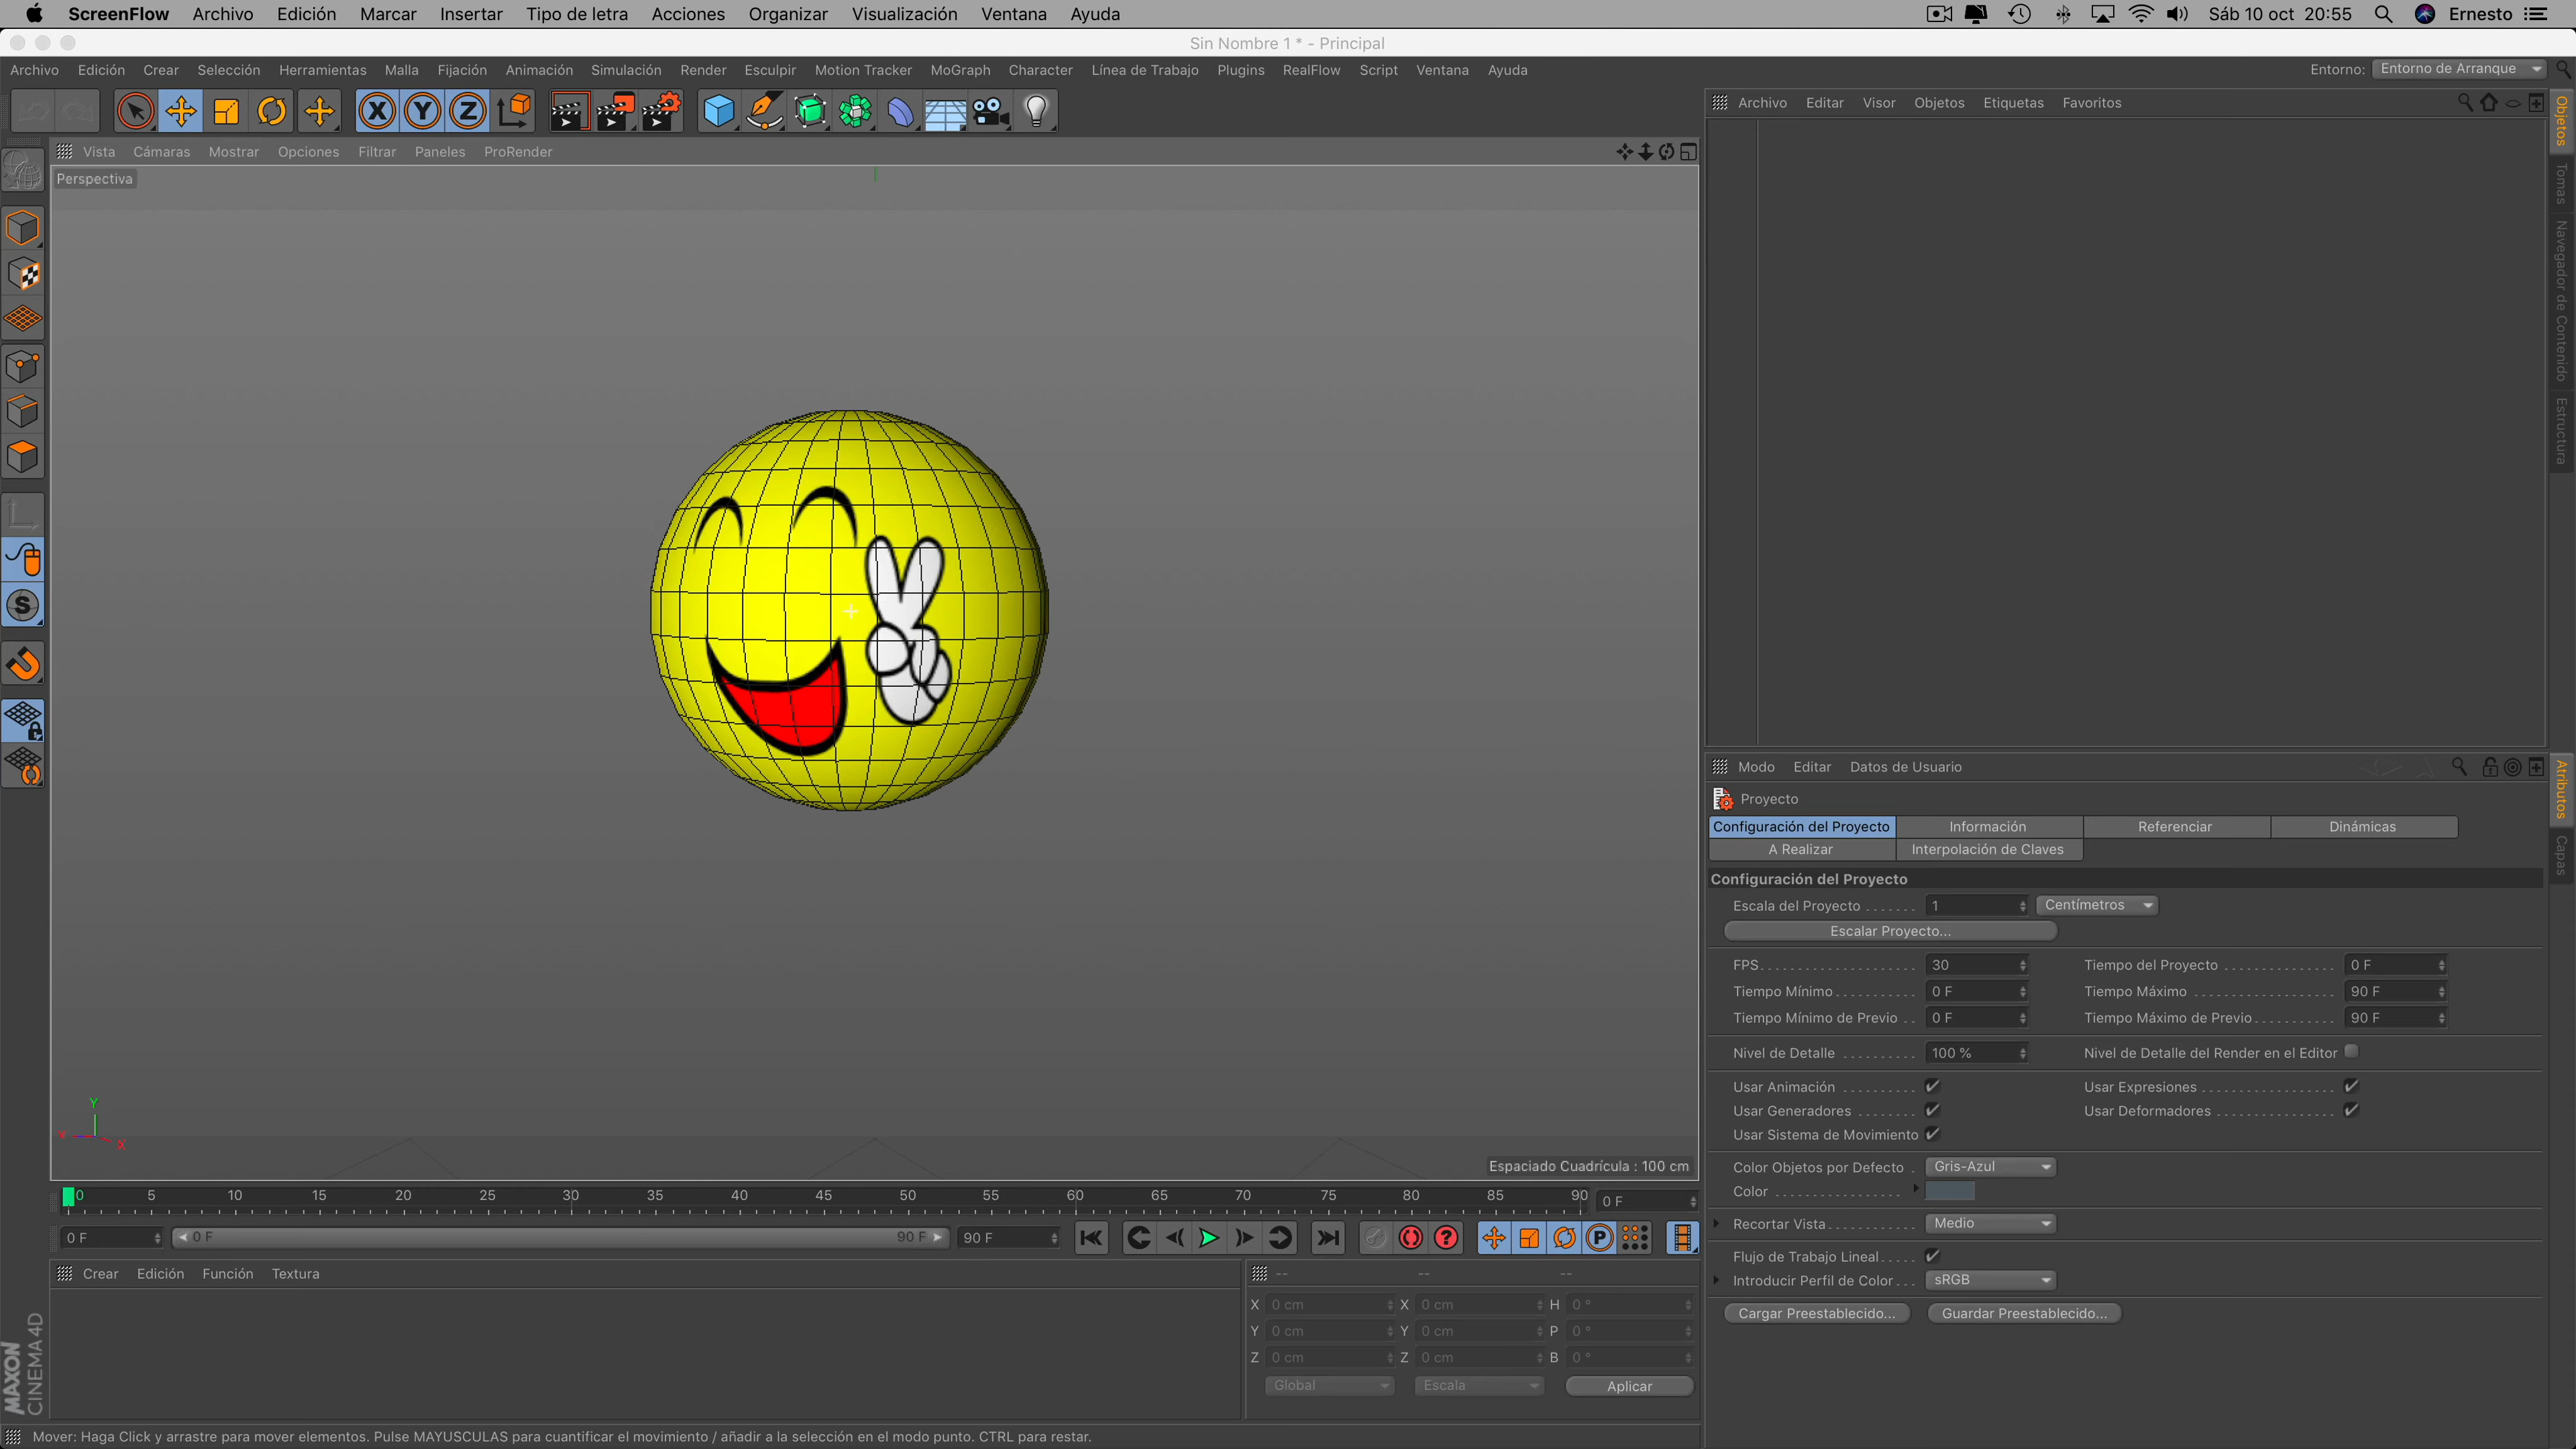 ScreenFlow Archivo Edición Marcar Insertar Tipo de letra Acciones Organizar Visualización Ventana Ayuda Sáb 10 oct 20:55 Ernesto
Sin Nombre 1 * - Principal
Archivo Edición Crear Selección Herramientas Malla Fijación Animación Simulación Render Esculpir Motion Tracker MoGraph Character Línea de Trabajo Plugins RealFlow Script Ventana Ayuda Entorno: Entorno de Arranque
X Y Z
Archivo Editar Visor Objetos Etiquetas Favoritos
Objetos
Tomas
Navegador de Contenido
Estructura
Vista Cámaras Mostrar Opciones Filtrar Paneles ProRender
Perspectiva
S
Y
X
Espaciado Cuadrícula : 100 cm
0 5 10 15 20 25 30 35 40 45 50 55 60 65 70 75 80 85 90 0 F
0 F 0 F 90 F 90 F ? P
Crear Edición Función Textura
-- -- --
X 0 cm X 0 cm H 0 °
Y 0 cm Y 0 cm P 0 °
Z 0 cm Z 0 cm B 0 °
Global Escala Aplicar
MAXON
CINEMA 4D
Modo Editar Datos de Usuario
Atributos
Capas
Proyecto
Configuración del Proyecto Información Referenciar Dinámicas
A Realizar Interpolación de Claves
Configuración del Proyecto
Escala del Proyecto 1 Centímetros
Escalar Proyecto...
FPS 30 Tiempo del Proyecto 0 F
Tiempo Mínimo 0 F Tiempo Máximo 90 F
Tiempo Mínimo de Previo 0 F Tiempo Máximo de Previo 90 F
Nivel de Detalle 100 % Nivel de Detalle del Render en el Editor
Usar Animación Usar Expresiones
Usar Generadores Usar Deformadores
Usar Sistema de Movimiento
Color Objetos por Defecto Gris-Azul
Color
Recortar Vista Medio
Flujo de Trabajo Lineal
Introducir Perfil de Color sRGB
Cargar Preestablecido... Guardar Preestablecido...
Mover: Haga Click y arrastre para mover elementos. Pulse MAYUSCULAS para cuantificar el movimiento / añadir a la selección en el modo punto. CTRL para restar.